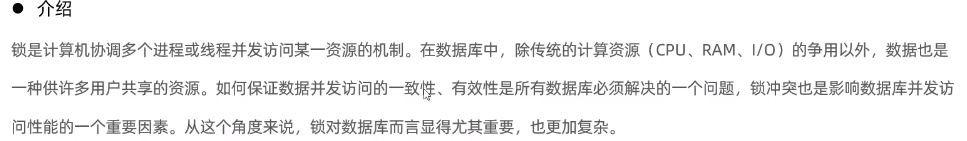 ● 介绍
锁是计算机协调多个进程或线程并发访问某一资源的机制。在数据库中，除传统的计算资源（CPU、RAM、I/O）的争用以外，数据也是
一种供许多用户共享的资源。如何保证数据并发访问的一致性、有效性是所有数据库必须解决的一个问题，锁冲突也是影响数据库并发访
问性能的一个重要因素。从这个角度来说，锁对数据库而言显得尤其重要，也更加复杂。